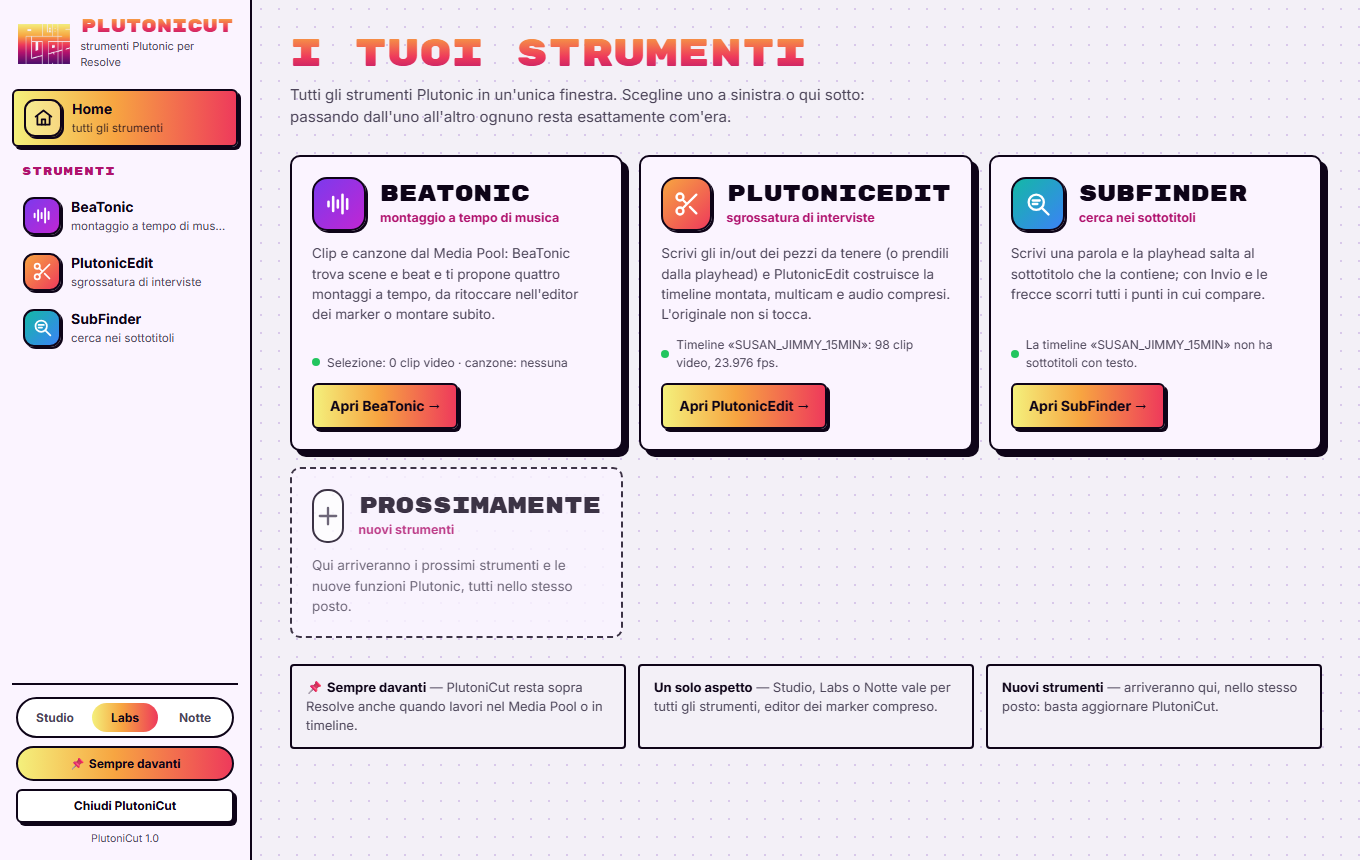 PLUTONICUT
strumenti Plutonic per
Resolve
Home
tutti gli strumenti
STRUMENTI
BeaTonic
montaggio a tempo di mus...
PlutonicEdit
sgrossatura di interviste
SubFinder
cerca nei sottotitoli
Studio
Labs
Notte
📌 Sempre davanti
Chiudi PlutoniCut
PlutoniCut 1.0
I TUOI STRUMENTI
Tutti gli strumenti Plutonic in un'unica finestra. Scegline uno a sinistra o qui sotto:
passando dall'uno all'altro ognuno resta esattamente com'era.
BEATONIC
montaggio a tempo di musica
Clip e canzone dal Media Pool: BeaTonic
trova scene e beat e ti propone quattro
montaggi a tempo, da ritoccare nell'editor
dei marker o montare subito.
Selezione: 0 clip video · canzone: nessuna
Apri BeaTonic →
PLUTONICEDIT
sgrossatura di interviste
Scrivi gli in/out dei pezzi da tenere (o prendili
dalla playhead) e PlutonicEdit costruisce la
timeline montata, multicam e audio compresi.
L'originale non si tocca.
Timeline «SUSAN_JIMMY_15MIN»: 98 clip
video, 23.976 fps.
Apri PlutonicEdit →
SUBFINDER
cerca nei sottotitoli
Scrivi una parola e la playhead salta al
sottotitolo che la contiene; con Invio e le
frecce scorri tutti i punti in cui compare.
La timeline «SUSAN_JIMMY_15MIN» non ha
sottotitoli con testo.
Apri SubFinder →
PROSSIMAMENTE
nuovi strumenti
Qui arriveranno i prossimi strumenti e le
nuove funzioni Plutonic, tutti nello stesso
posto.
📌 Sempre davanti — PlutoniCut resta sopra
Resolve anche quando lavori nel Media Pool o in
timeline.
Un solo aspetto — Studio, Labs o Notte vale per
tutti gli strumenti, editor dei marker compreso.
Nuovi strumenti — arriveranno qui, nello stesso
posto: basta aggiornare PlutoniCut.